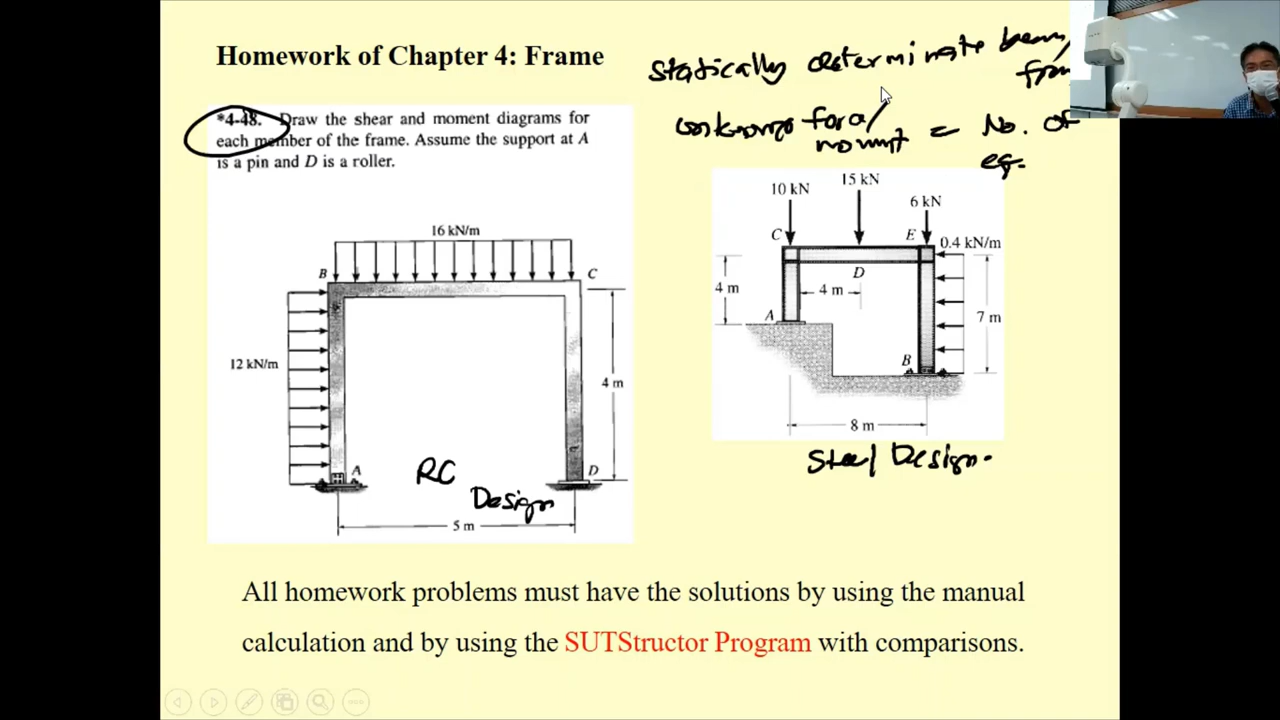 Homework of Chapter 4: Frame
statically determinate beam/
frame
unknowns force/
moment = No. of
eq.
*4-48. Draw the shear and moment diagrams for
each member of the frame. Assume the support at A
is a pin and D is a roller.
16 kN/m
B
C
12 kN/m
4 m
A
D
RC
Design
5 m
10 kN
15 kN
6 kN
C
E
0.4 kN/m
D
4 m
4 m
7 m
A
B
8 m
Steel Design.
All homework problems must have the solutions by using the manual
calculation and by using the SUTStructor Program with comparisons.